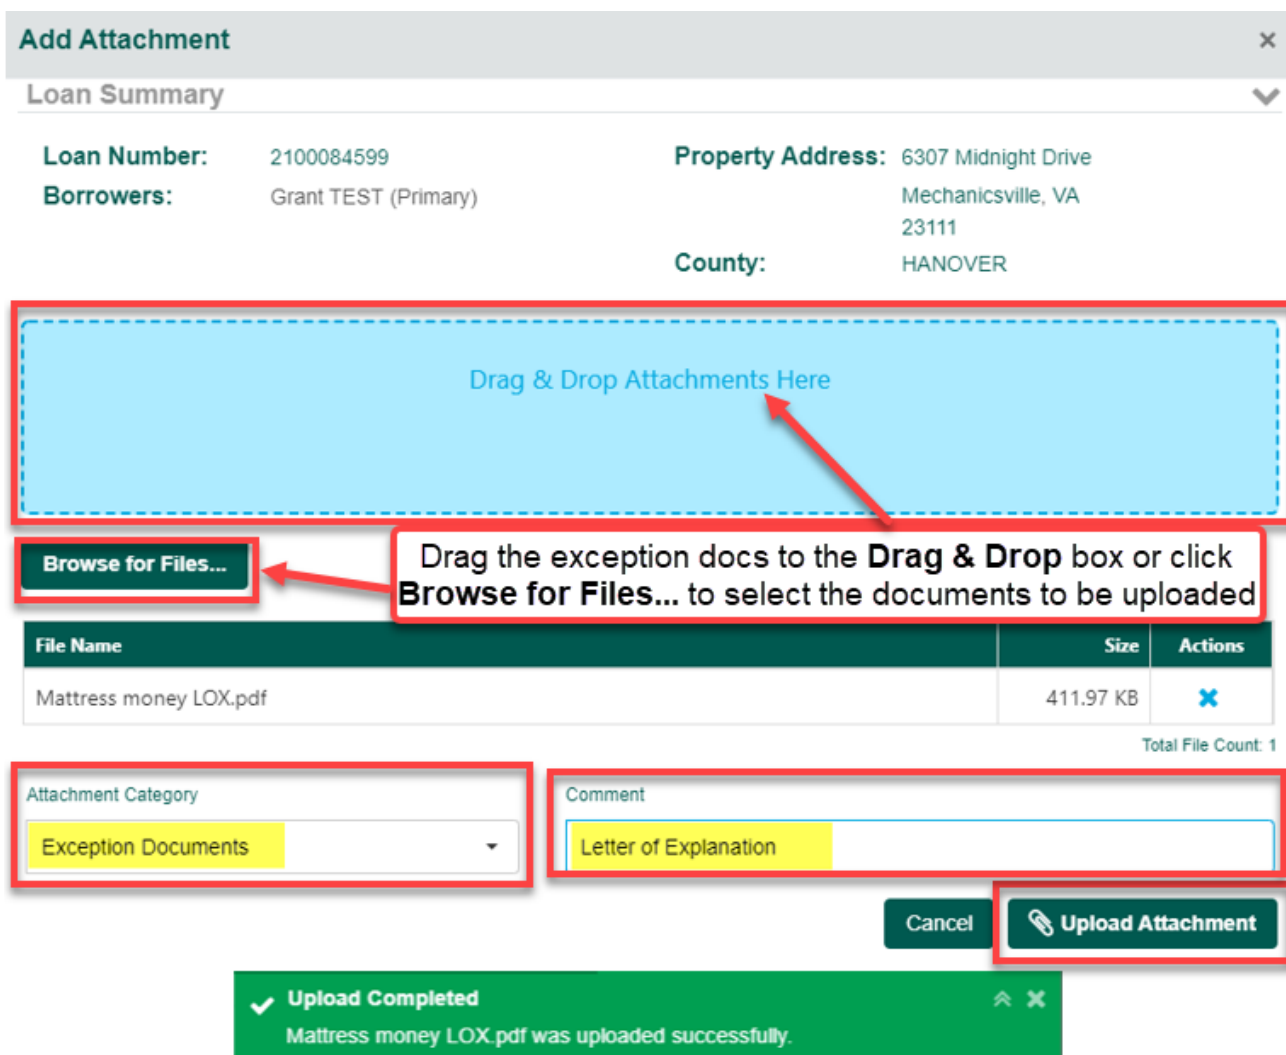 Add Attachment
Loan Summary
Loan Number: 2100084599 Property Address: 6307 Midnight Drive
Borrowers: Grant TEST (Primary) Mechanicsville, VA
23111
County: HANOVER
Drag & Drop Attachments Here
Browse for Files...
Drag the exception docs to the Drag & Drop box or click
Browse for Files... to select the documents to be uploaded
File Name Size Actions
Mattress money LOX.pdf 411.97 KB
Total File Count: 1
Attachment Category Comment
Exception Documents Letter of Explanation
Cancel Upload Attachment
Upload Completed
Mattress money LOX.pdf was uploaded successfully.